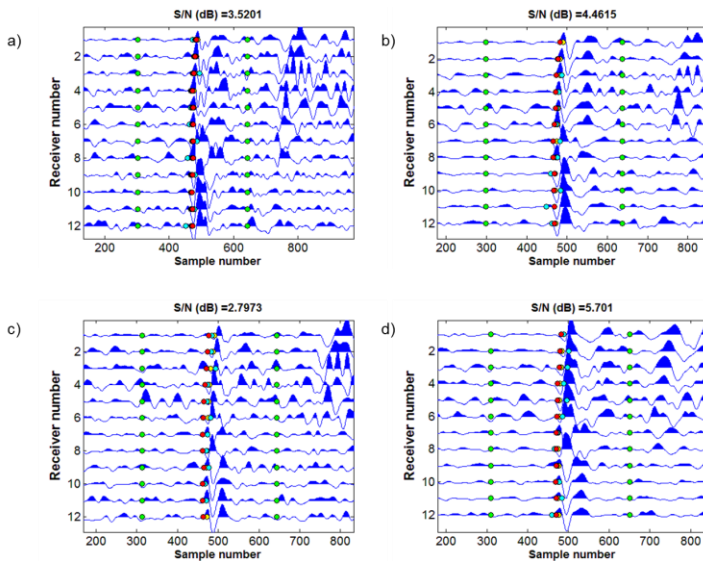 a)
S/N (dB) =3.5201
Receiver number
2
4
6
8
10
12
200 400 600 800
Sample number
b)
S/N (dB) =4.4615
Receiver number
2
4
6
8
10
12
200 300 400 500 600 700 800
Sample number
c)
S/N (dB) =2.7973
Receiver number
2
4
6
8
10
12
200 300 400 500 600 700 800
Sample number
d)
S/N (dB) =5.701
Receiver number
2
4
6
8
10
12
200 300 400 500 600 700 800
Sample number